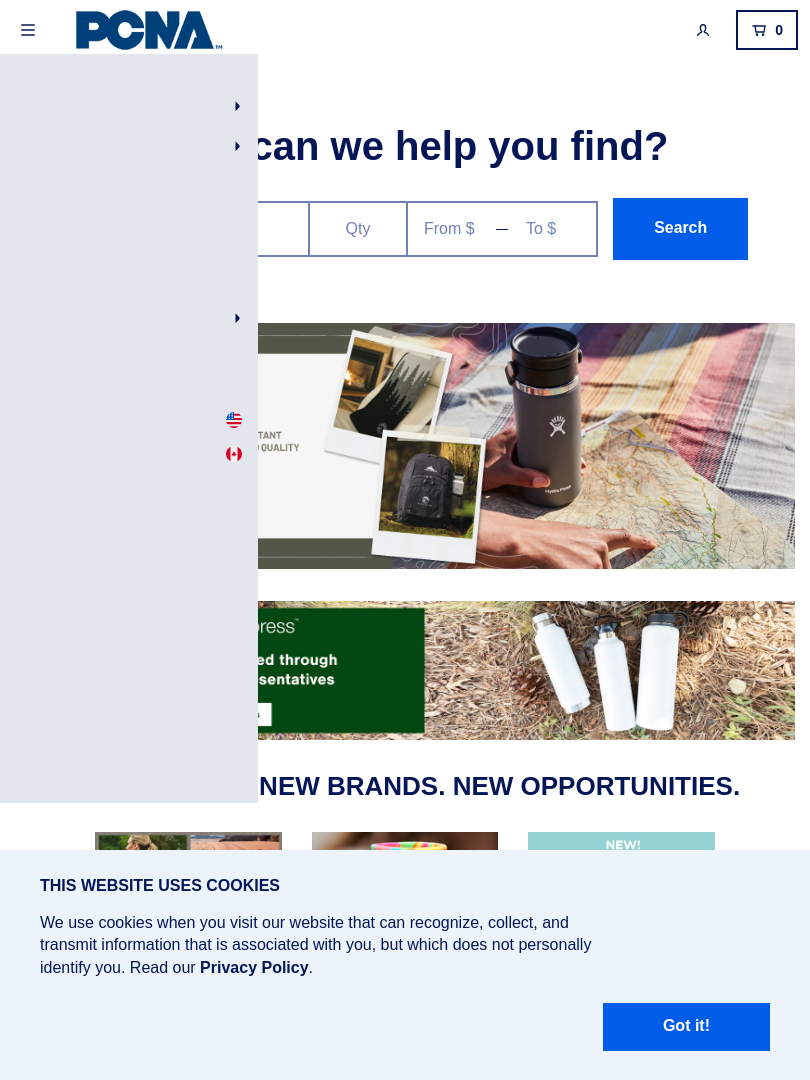 PCNA™
0
can we help you find?
Qty
From $
—
To $
Search
TANT
QUALITY
Hydro Flask
ress™
ed through
sentatives
NEW BRANDS. NEW OPPORTUNITIES.
NEW!
THIS WEBSITE USES COOKIES
We use cookies when you visit our website that can recognize, collect, and
transmit information that is associated with you, but which does not personally
identify you. Read our Privacy Policy.
Got it!